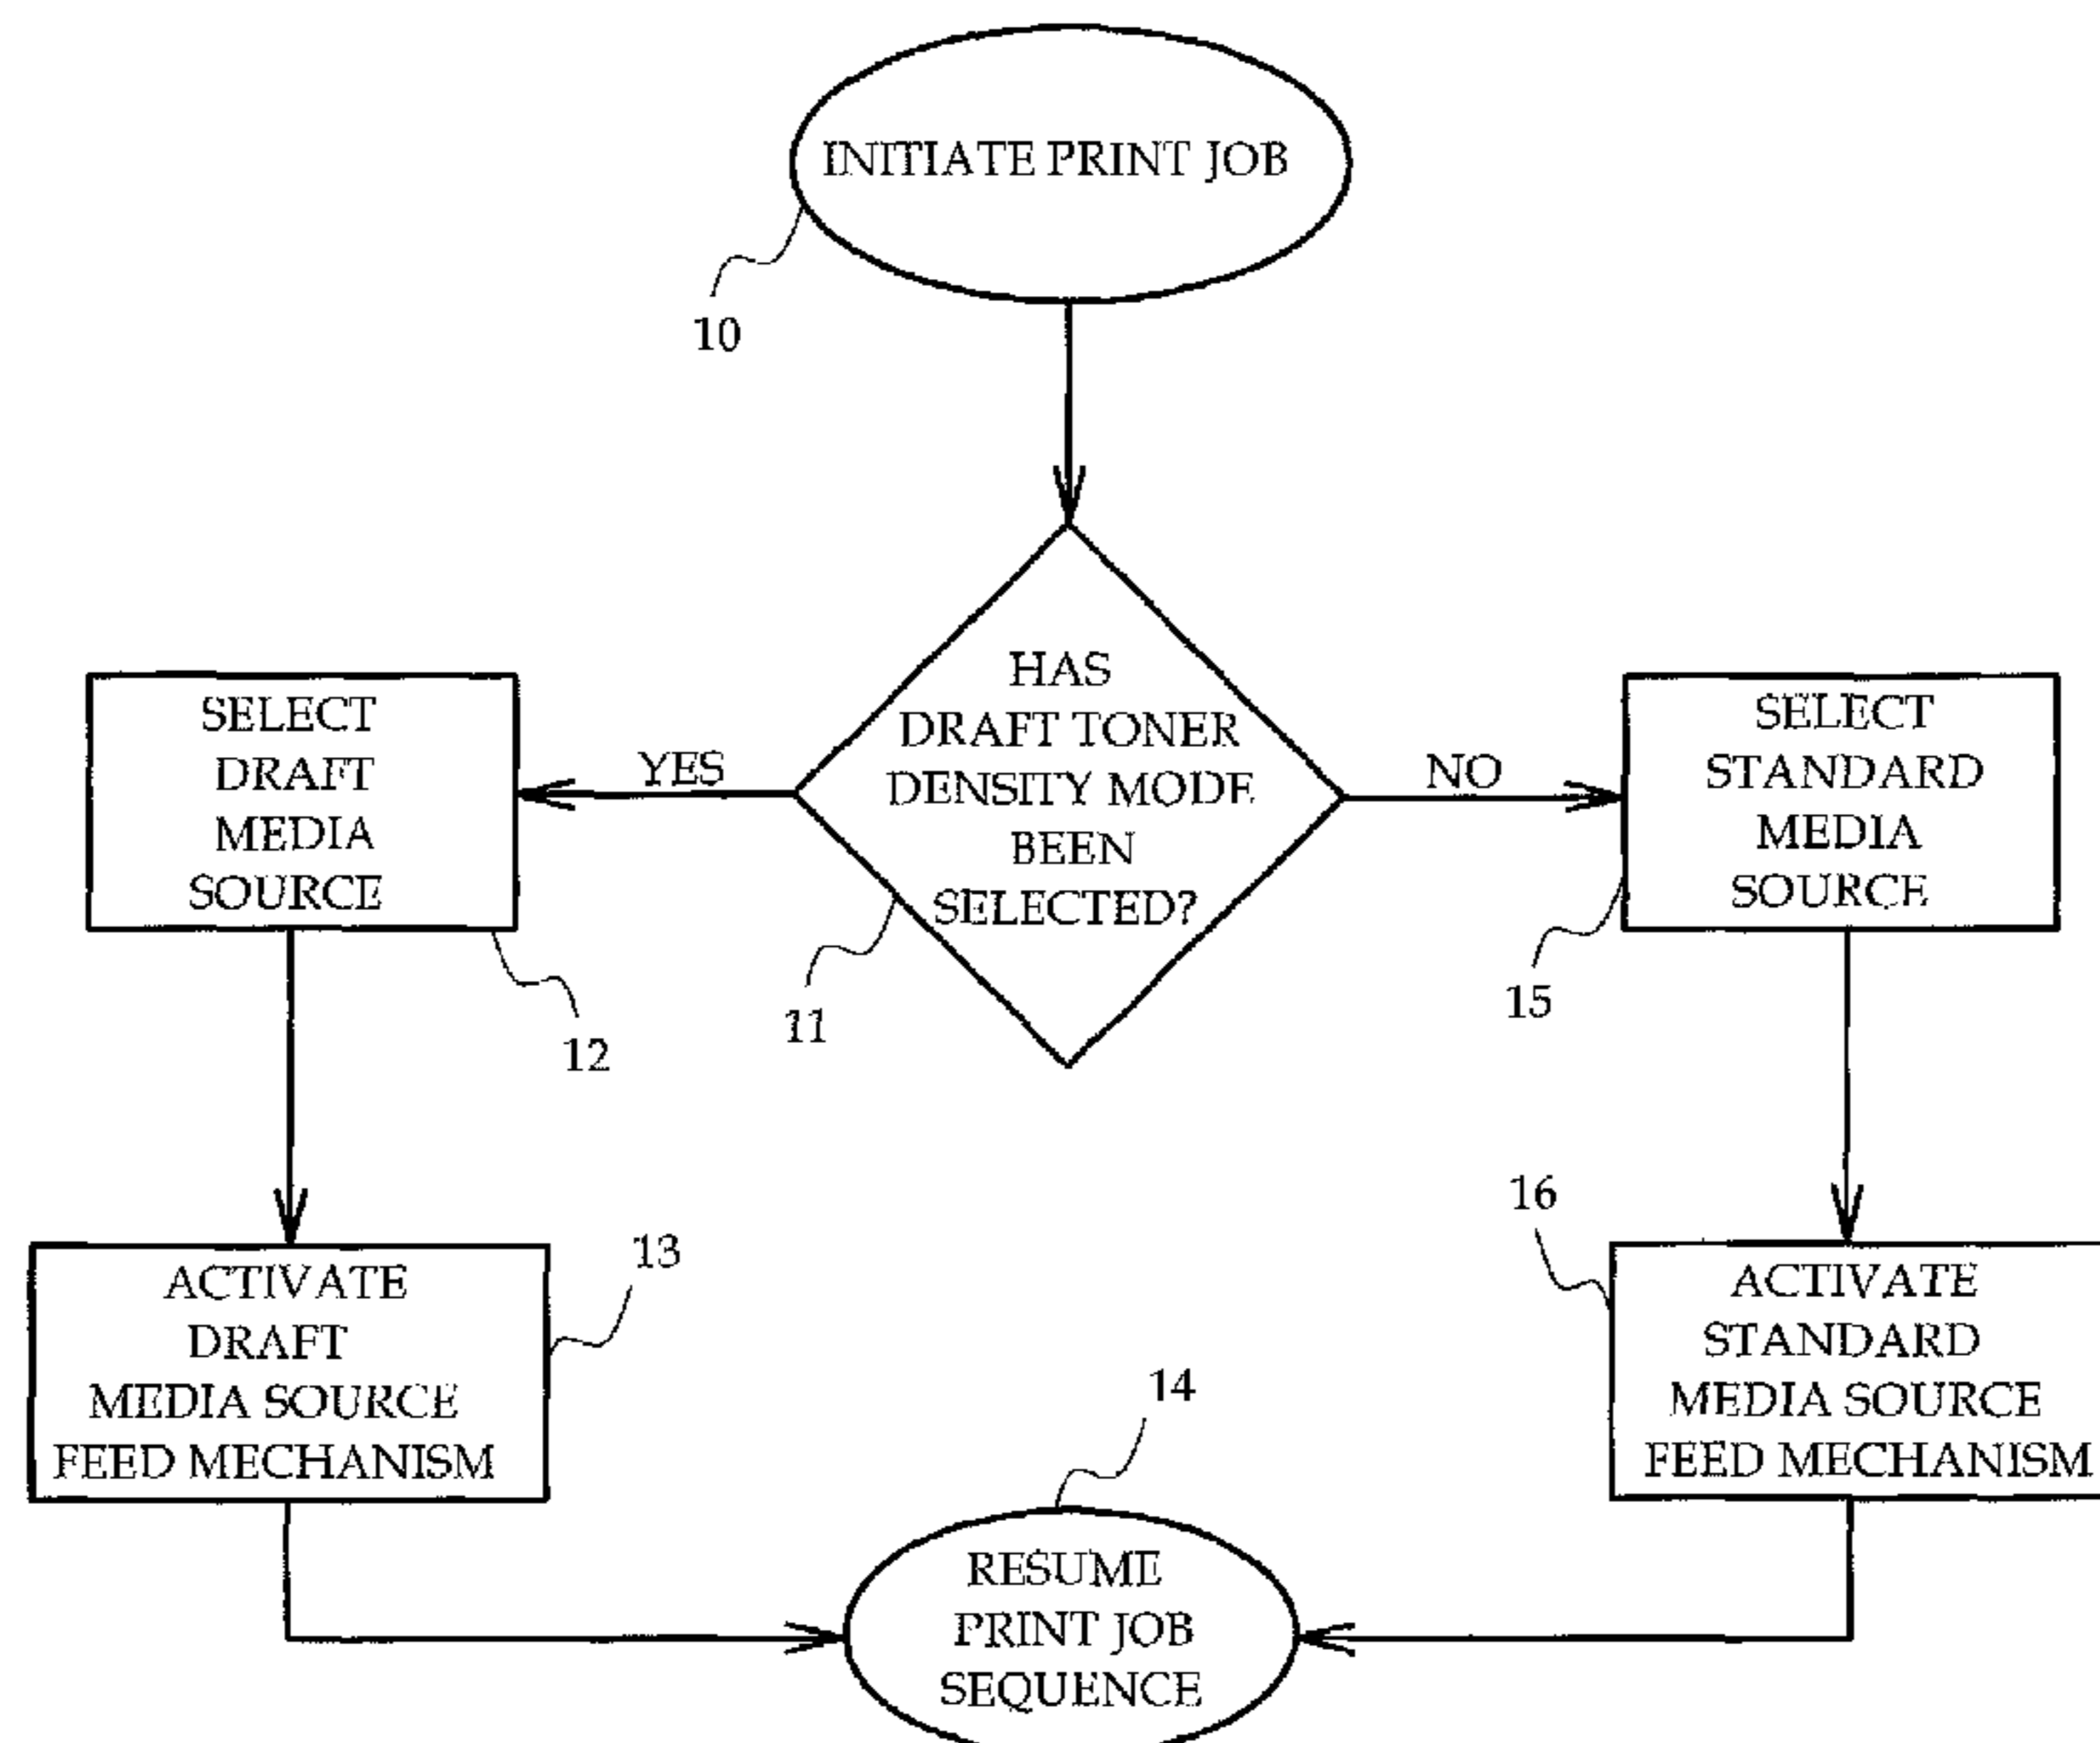 INITIATE PRINT JOB
10
HAS
DRAFT TONER
DENSITY MODE
BEEN
SELECTED?
11
YES
NO
SELECT
DRAFT
MEDIA
SOURCE
12
SELECT
STANDARD
MEDIA
SOURCE
15
ACTIVATE
DRAFT
MEDIA SOURCE
FEED MECHANISM
13
16
ACTIVATE
STANDARD
MEDIA SOURCE
FEED MECHANISM
14
RESUME
PRINT JOB
SEQUENCE